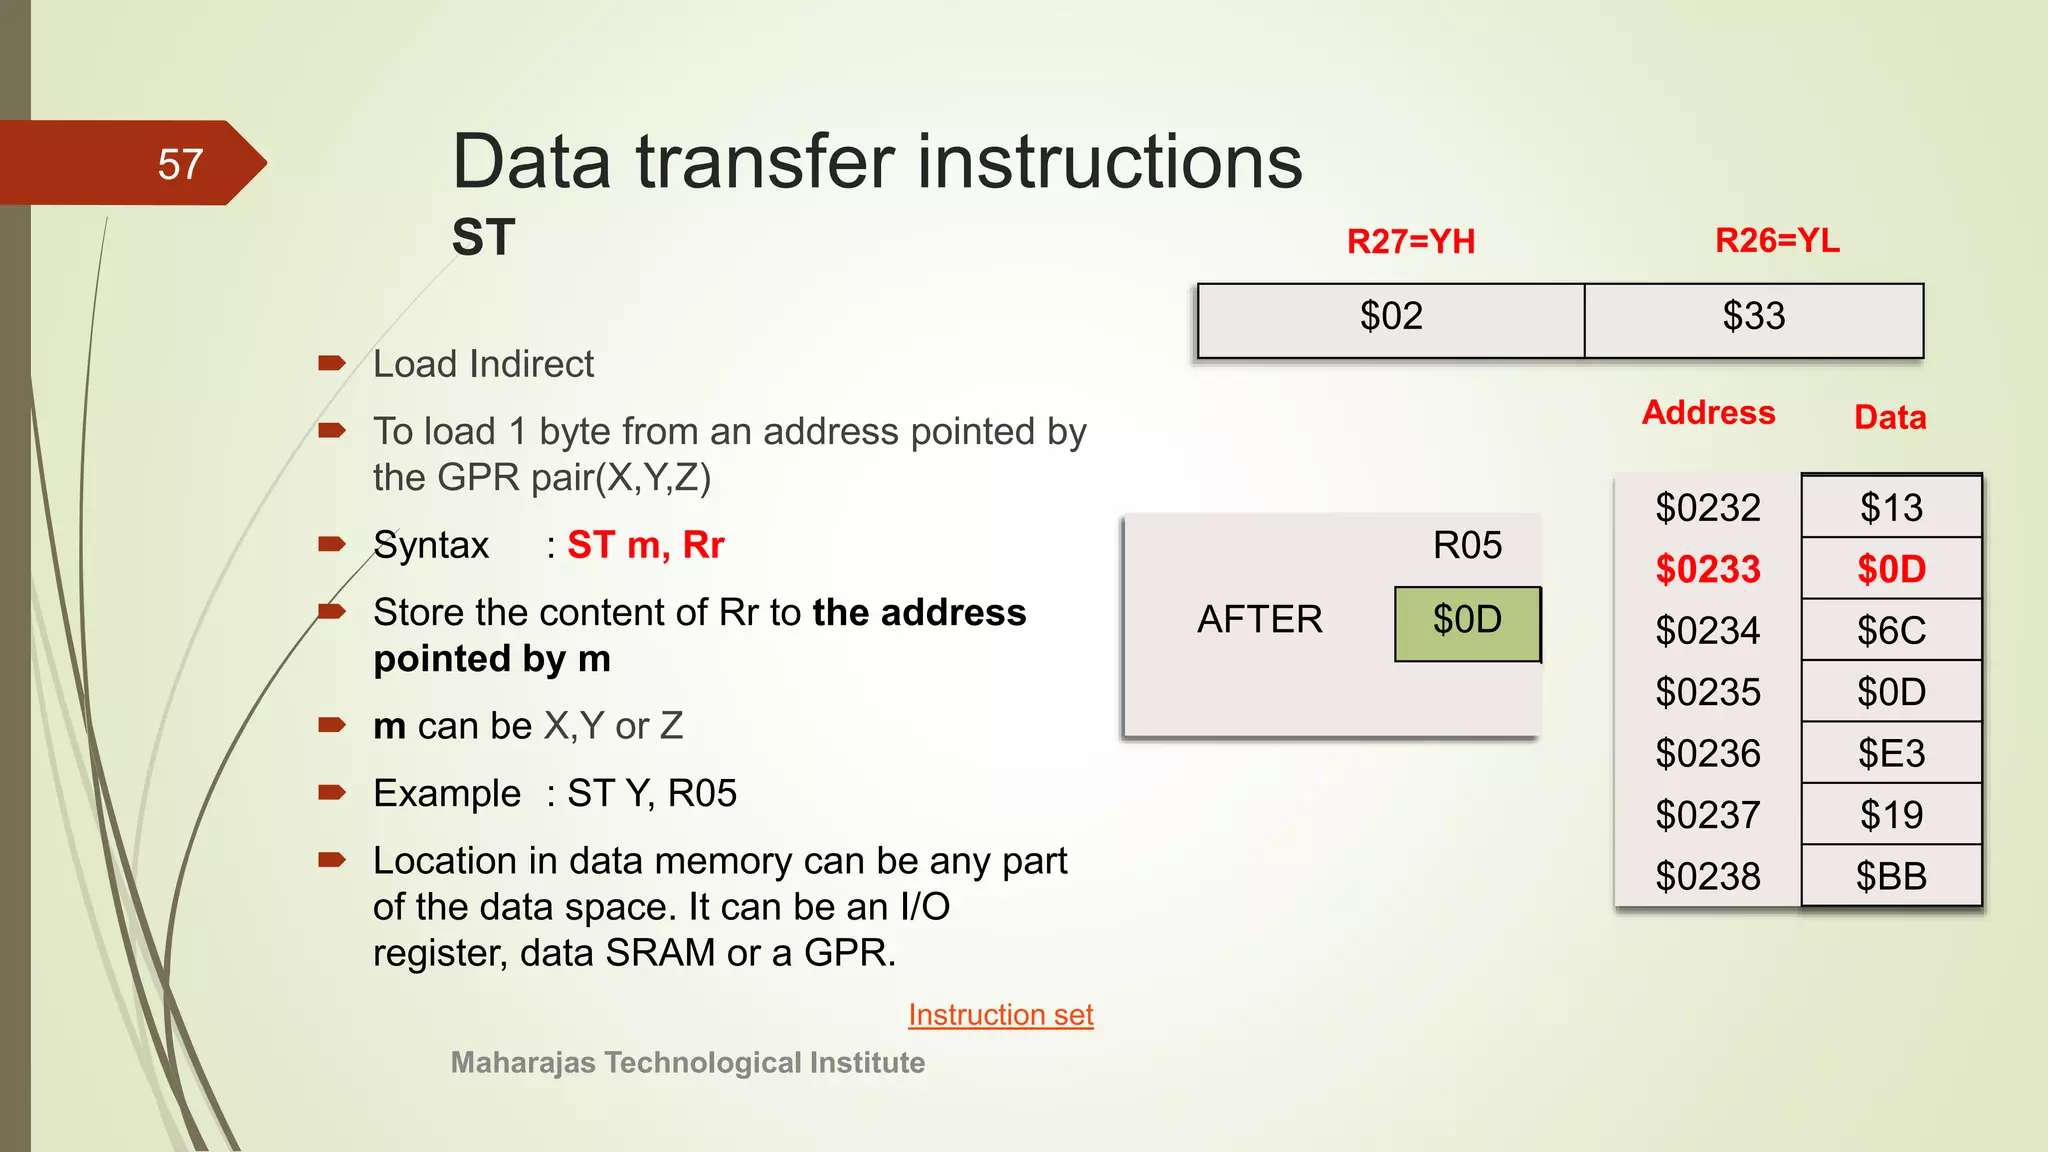 57
Data transfer instructions
ST
R27=YH R26=YL
$02 $33
Load Indirect
To load 1 byte from an address pointed by
the GPR pair(X,Y,Z)
Syntax : ST m, Rr
Store the content of Rr to the address
pointed by m
m can be X,Y or Z
Example : ST Y, R05
Location in data memory can be any part
of the data space. It can be an I/O
register, data SRAM or a GPR.
R05
AFTER $0D
Address Data
$0232 $13
$0233 $0D
$0234 $6C
$0235 $0D
$0236 $E3
$0237 $19
$0238 $BB
Instruction set
Maharajas Technological Institute